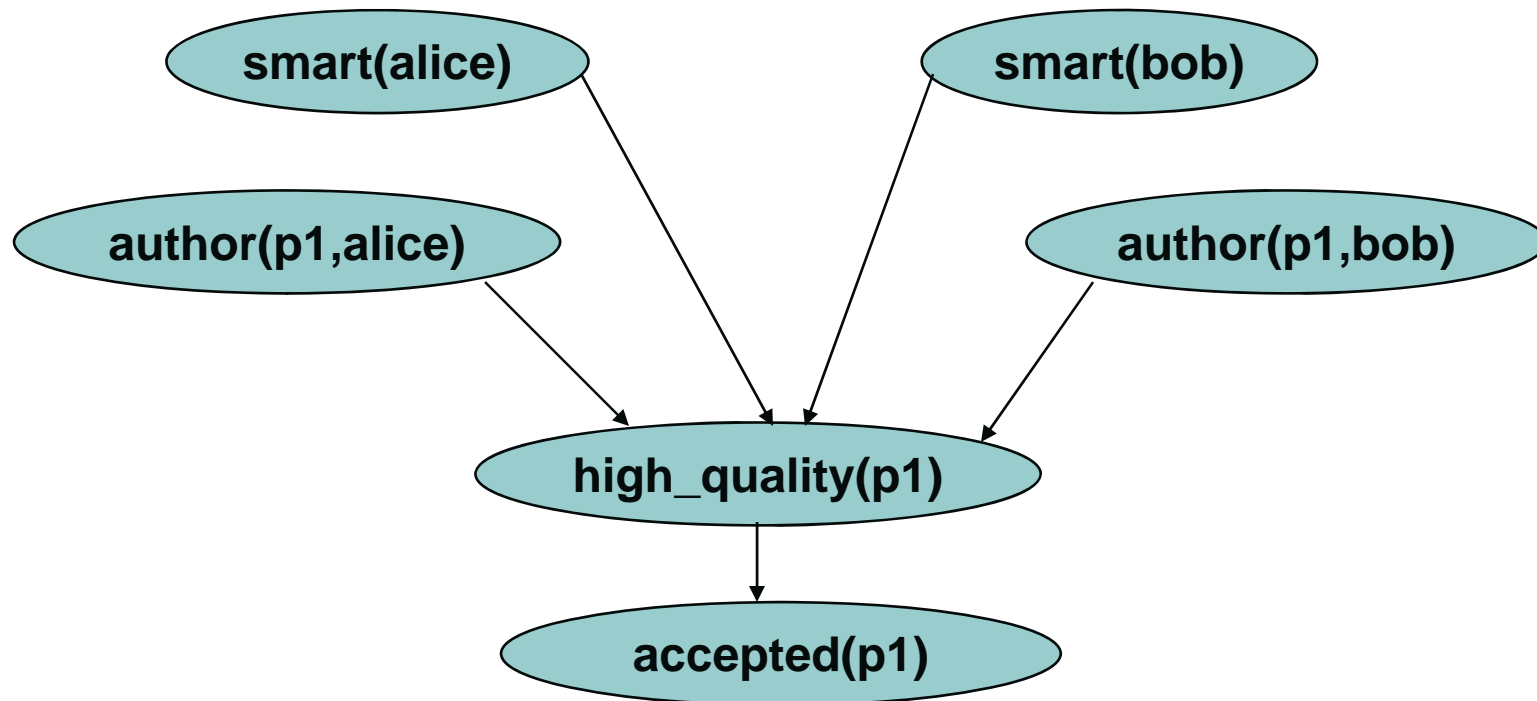 smart(alice)
smart(bob)
author(p1,alice)
author(p1,bob)
high_quality(p1)
accepted(p1)